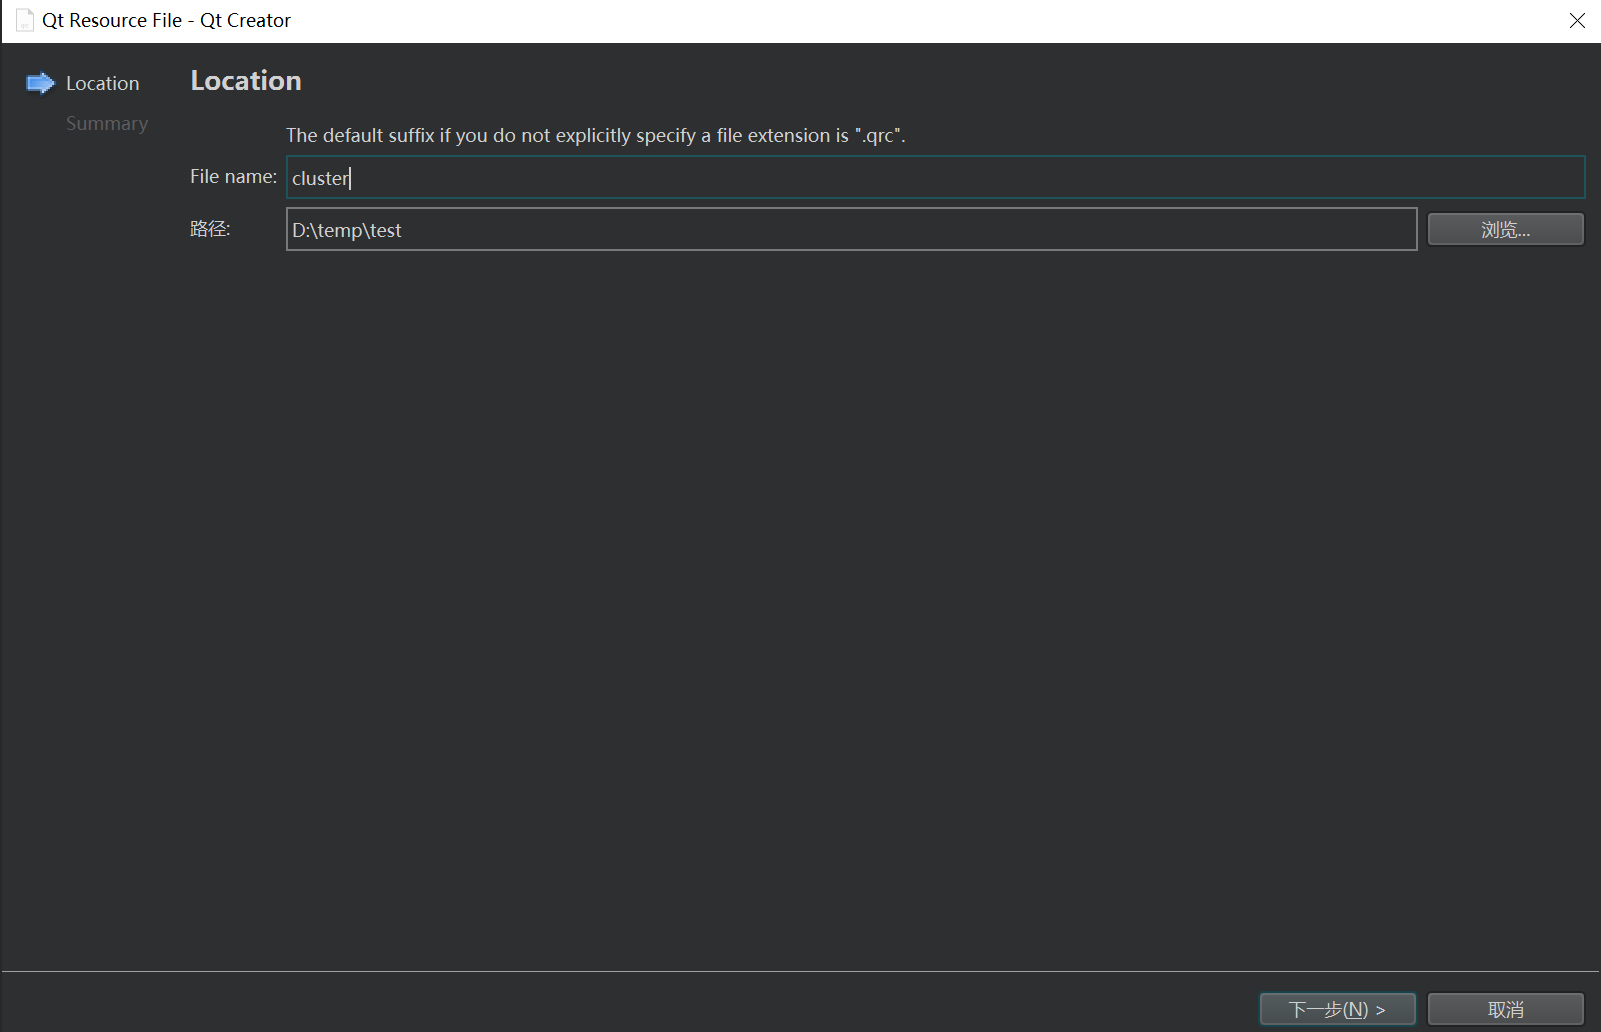 Qt Resource File - Qt Creator
Location
Summary
Location
The default suffix if you do not explicitly specify a file extension is ".qrc".
File name: cluster
路径: D:\temp\test 浏览...
下一步(N) > 取消